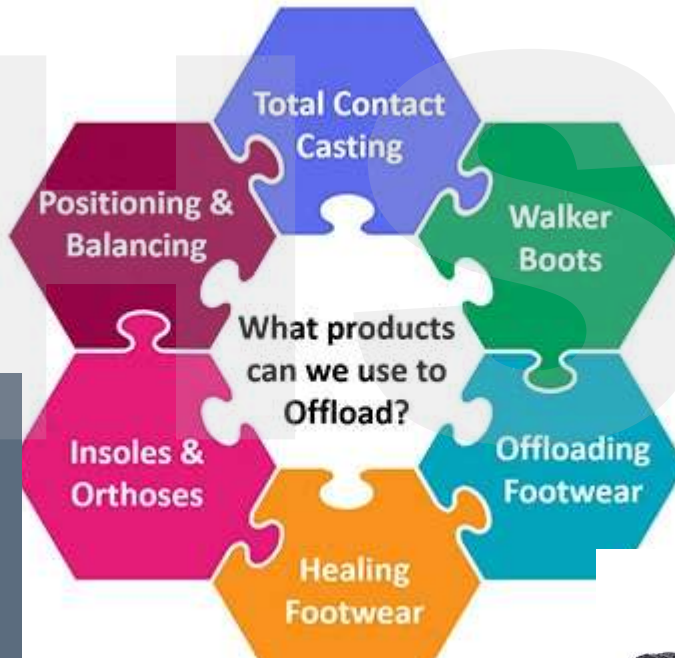 Total Contact
Casting
Positioning &
Balancing
Walker
Boots
What products
can we use to
Offload?
Insoles &
Orthoses
Offloading
Footwear
Healing
Footwear